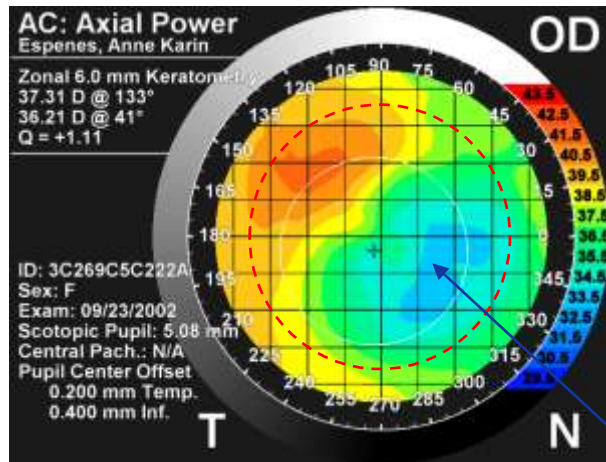 AC: Axial Power
OD
Espenes, Anne Karin
Zonal 6.0 mm Keratometry
37.31 D @ 133°
36.21 D @ 41°
Q = +1.11
90
105
75
120
60
135
45
150
30
165
15
180
0
195
345
210
330
225
315
240
300
255
285
270
43.5
42.5
41.5
40.5
39.5
38.5
37.5
36.5
35.5
34.5
33.5
32.5
31.5
30.5
29.5
ID: 3C269C5C222A
Sex: F
Exam: 09/23/2002
Scotopic Pupil: 5.08 mm
Central Pach.: N/A
Pupil Center Offset
0.200 mm Temp.
0.400 mm Inf.
T
N